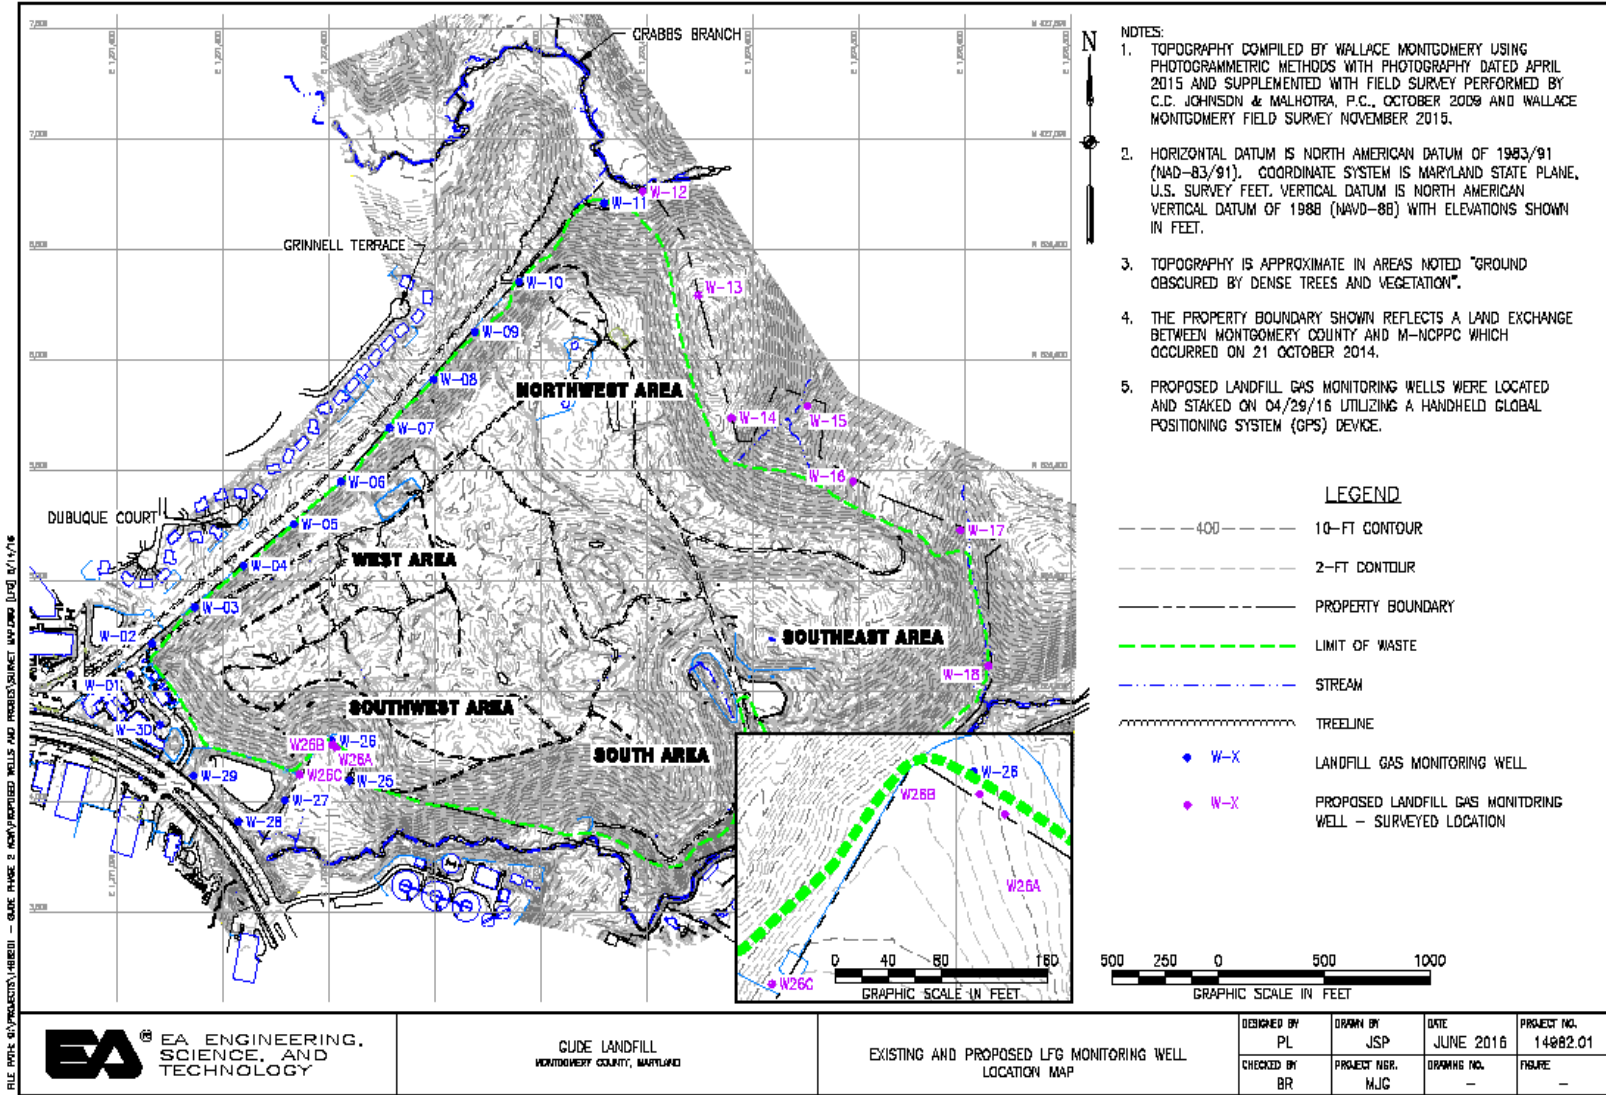 CRABBS BRANCH
GRINNELL TERRACE
DUBUQUE COURT
W-12
W-11
W-10
W-13
W-09
W-08
NORTHWEST AREA
W-07
W-14
W-15
W-06
W-16
W-05
W-17
WEST AREA
W-04
W-03
W-02
SOUTHEAST AREA
W-01
W-18
SOUTHWEST AREA
W-30
W-26
W26B
W26A
SOUTH AREA
W26C
W-25
W-29
W-27
W-28
W-26
W26B
W26A
W26C
0 40 80 160
GRAPHIC SCALE IN FEET
N
NOTES:
1. TOPOGRAPHY COMPILED BY WALLACE MONTGOMERY USING
PHOTOGRAMMETRIC METHODS WITH PHOTOGRAPHY DATED APRIL
2015 AND SUPPLEMENTED WITH FIELD SURVEY PERFORMED BY
C.C. JOHNSON & MALHOTRA, P.C., OCTOBER 2009 AND WALLACE
MONTGOMERY FIELD SURVEY NOVEMBER 2015.
2. HORIZONTAL DATUM IS NORTH AMERICAN DATUM OF 1983/91
(NAD-83/91). COORDINATE SYSTEM IS MARYLAND STATE PLANE,
U.S. SURVEY FEET. VERTICAL DATUM IS NORTH AMERICAN
VERTICAL DATUM OF 1988 (NAVD-88) WITH ELEVATIONS SHOWN
IN FEET.
3. TOPOGRAPHY IS APPROXIMATE IN AREAS NOTED "GROUND
OBSCURED BY DENSE TREES AND VEGETATION".
4. THE PROPERTY BOUNDARY SHOWN REFLECTS A LAND EXCHANGE
BETWEEN MONTGOMERY COUNTY AND M-NCPPC WHICH
OCCURRED ON 21 OCTOBER 2014.
5. PROPOSED LANDFILL GAS MONITORING WELLS WERE LOCATED
AND STAKED ON 04/29/16 UTILIZING A HANDHELD GLOBAL
POSITIONING SYSTEM (GPS) DEVICE.
LEGEND
400 10-FT CONTOUR
2-FT CONTOUR
PROPERTY BOUNDARY
LIMIT OF WASTE
STREAM
TREELINE
W-X LANDFILL GAS MONITORING WELL
W-X PROPOSED LANDFILL GAS MONITORING
WELL - SURVEYED LOCATION
500 250 0 500 1000
GRAPHIC SCALE IN FEET
EA ® EA ENGINEERING,
SCIENCE, AND
TECHNOLOGY
GUDE LANDFILL
MONTGOMERY COUNTY, MARYLAND
EXISTING AND PROPOSED LFG MONITORING WELL
LOCATION MAP
DESIGNED BY DRAWN BY DATE PROJECT NO.
PL JSP JUNE 2016 14982.01
CHECKED BY PROJECT MGR. DRAWING NO. FIGURE
BR MJG - -